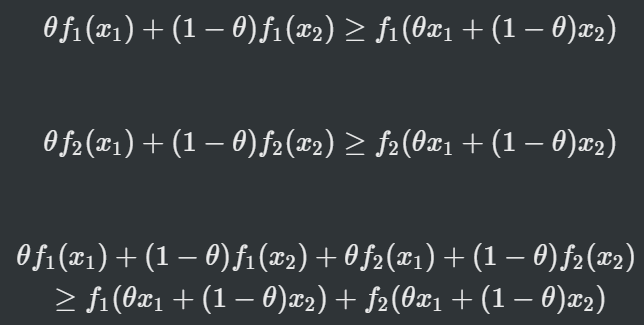 θf₁(x₁) + (1 − θ)f₁(x₂) ≥ f₁(θx₁ + (1 − θ)x₂)
θf₂(x₁) + (1 − θ)f₂(x₂) ≥ f₂(θx₁ + (1 − θ)x₂)
θf₁(x₁) + (1 − θ)f₁(x₂) + θf₂(x₁) + (1 − θ)f₂(x₂)
≥ f₁(θx₁ + (1 − θ)x₂) + f₂(θx₁ + (1 − θ)x₂)